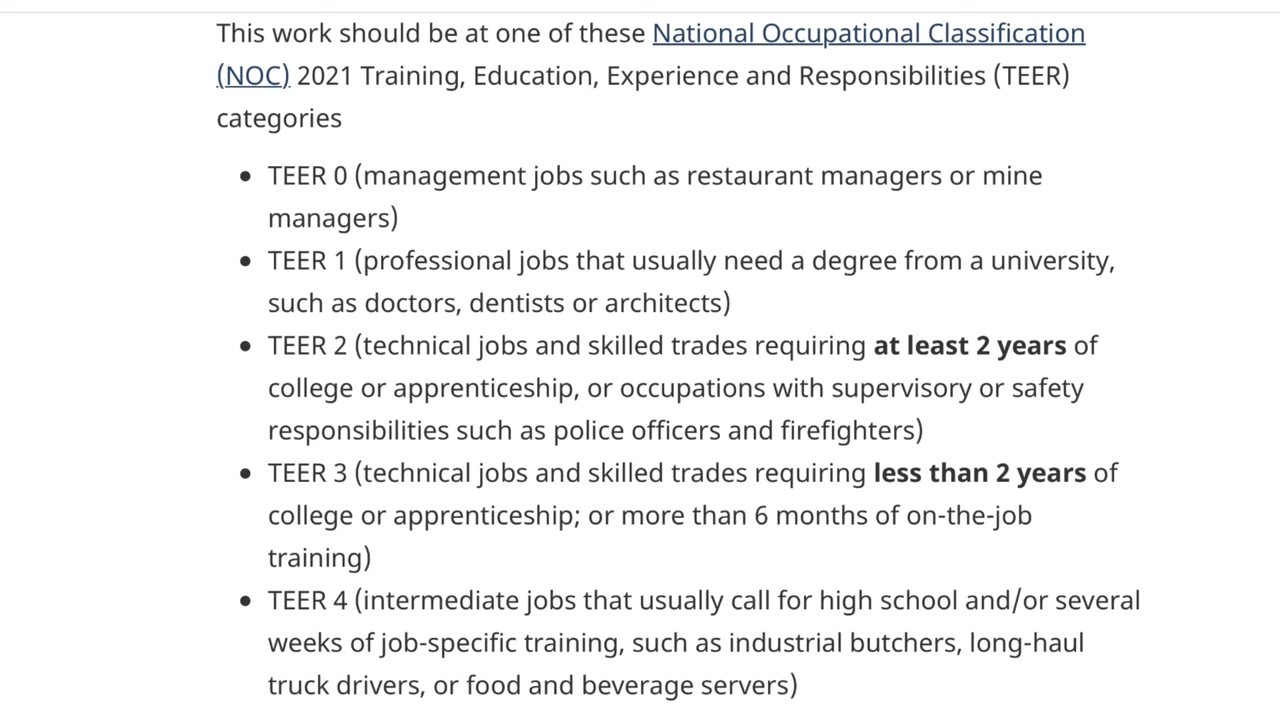 This work should be at one of these National Occupational Classification
(NOC) 2021 Training, Education, Experience and Responsibilities (TEER)
categories
• TEER 0 (management jobs such as restaurant managers or mine
managers)
• TEER 1 (professional jobs that usually need a degree from a university,
such as doctors, dentists or architects)
• TEER 2 (technical jobs and skilled trades requiring at least 2 years of
college or apprenticeship, or occupations with supervisory or safety
responsibilities such as police officers and firefighters)
• TEER 3 (technical jobs and skilled trades requiring less than 2 years of
college or apprenticeship; or more than 6 months of on-the-job
training)
• TEER 4 (intermediate jobs that usually call for high school and/or several
weeks of job-specific training, such as industrial butchers, long-haul
truck drivers, or food and beverage servers)